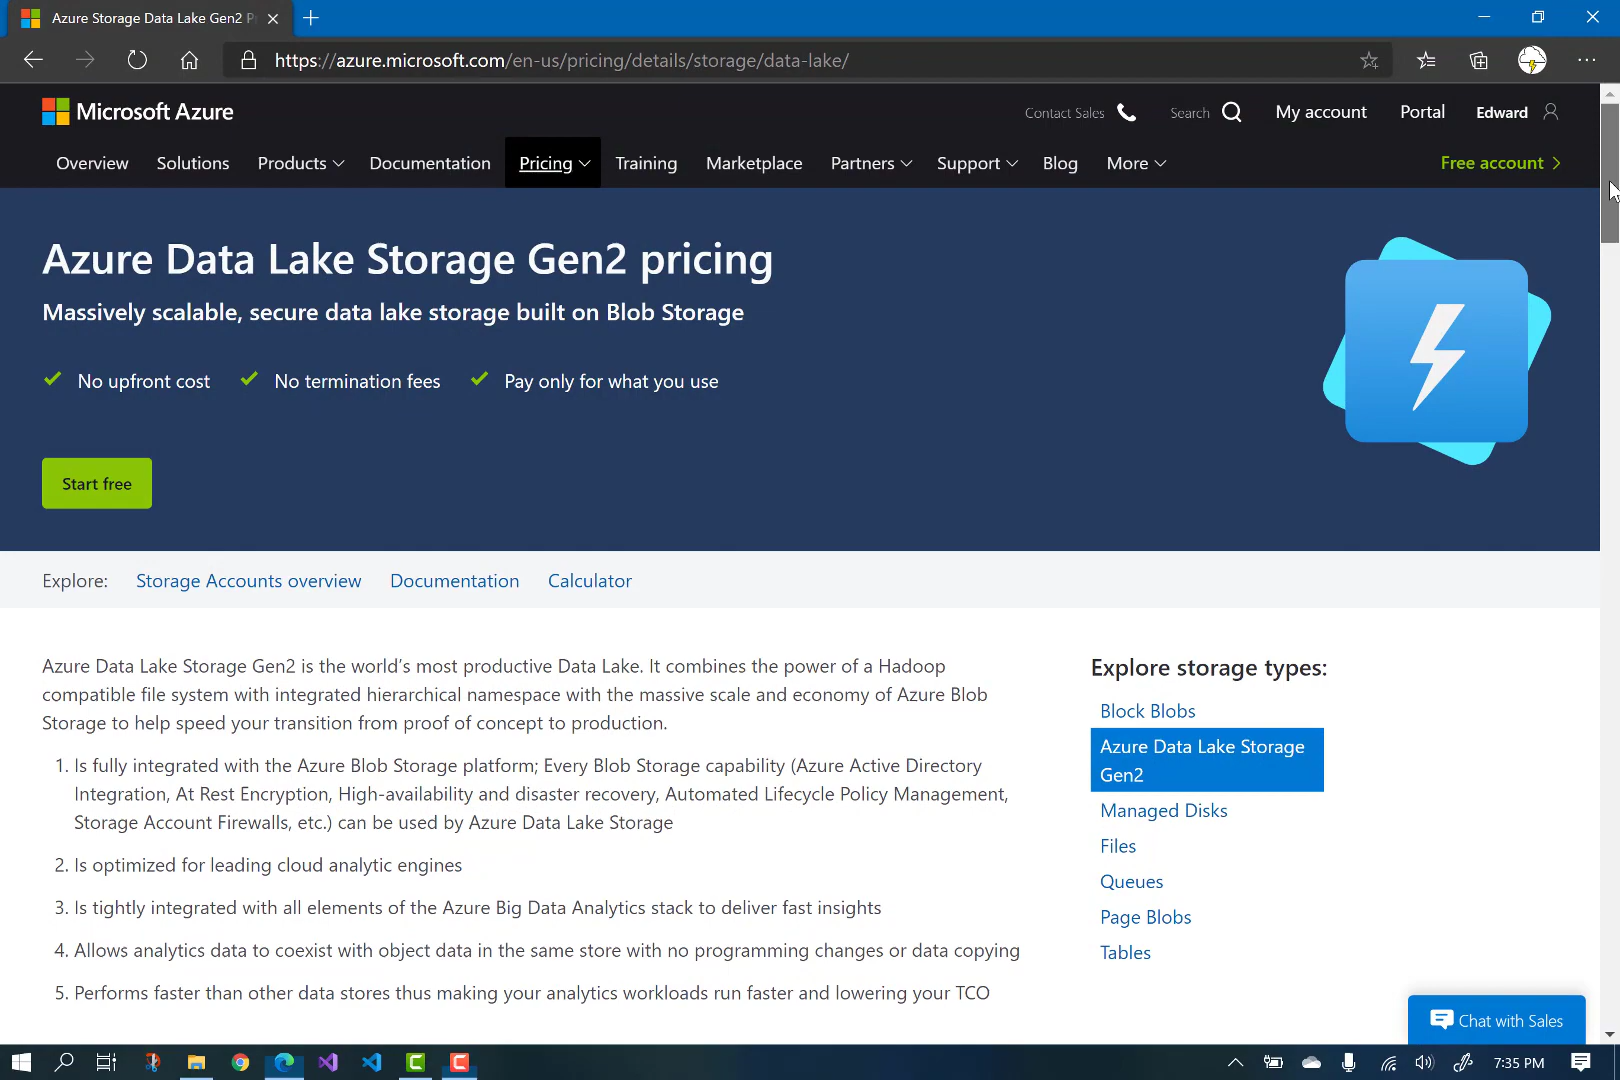 Azure Storage Data Lake Gen2 P
https://azure.microsoft.com/en-us/pricing/details/storage/data-lake/
Microsoft Azure
Contact Sales
Search
My account
Portal
Edward
Overview
Solutions
Products
Documentation
Pricing
Training
Marketplace
Partners
Support
Blog
More
Free account
Azure Data Lake Storage Gen2 pricing
Massively scalable, secure data lake storage built on Blob Storage
No upfront cost
No termination fees
Pay only for what you use
Start free
Explore:
Storage Accounts overview
Documentation
Calculator
Azure Data Lake Storage Gen2 is the world’s most productive Data Lake. It combines the power of a Hadoop
compatible file system with integrated hierarchical namespace with the massive scale and economy of Azure Blob
Storage to help speed your transition from proof of concept to production.
1. Is fully integrated with the Azure Blob Storage platform; Every Blob Storage capability (Azure Active Directory
Integration, At Rest Encryption, High-availability and disaster recovery, Automated Lifecycle Policy Management,
Storage Account Firewalls, etc.) can be used by Azure Data Lake Storage
2. Is optimized for leading cloud analytic engines
3. Is tightly integrated with all elements of the Azure Big Data Analytics stack to deliver fast insights
4. Allows analytics data to coexist with object data in the same store with no programming changes or data copying
5. Performs faster than other data stores thus making your analytics workloads run faster and lowering your TCO
Explore storage types:
Block Blobs
Azure Data Lake Storage
Gen2
Managed Disks
Files
Queues
Page Blobs
Tables
Chat with Sales
7:35 PM